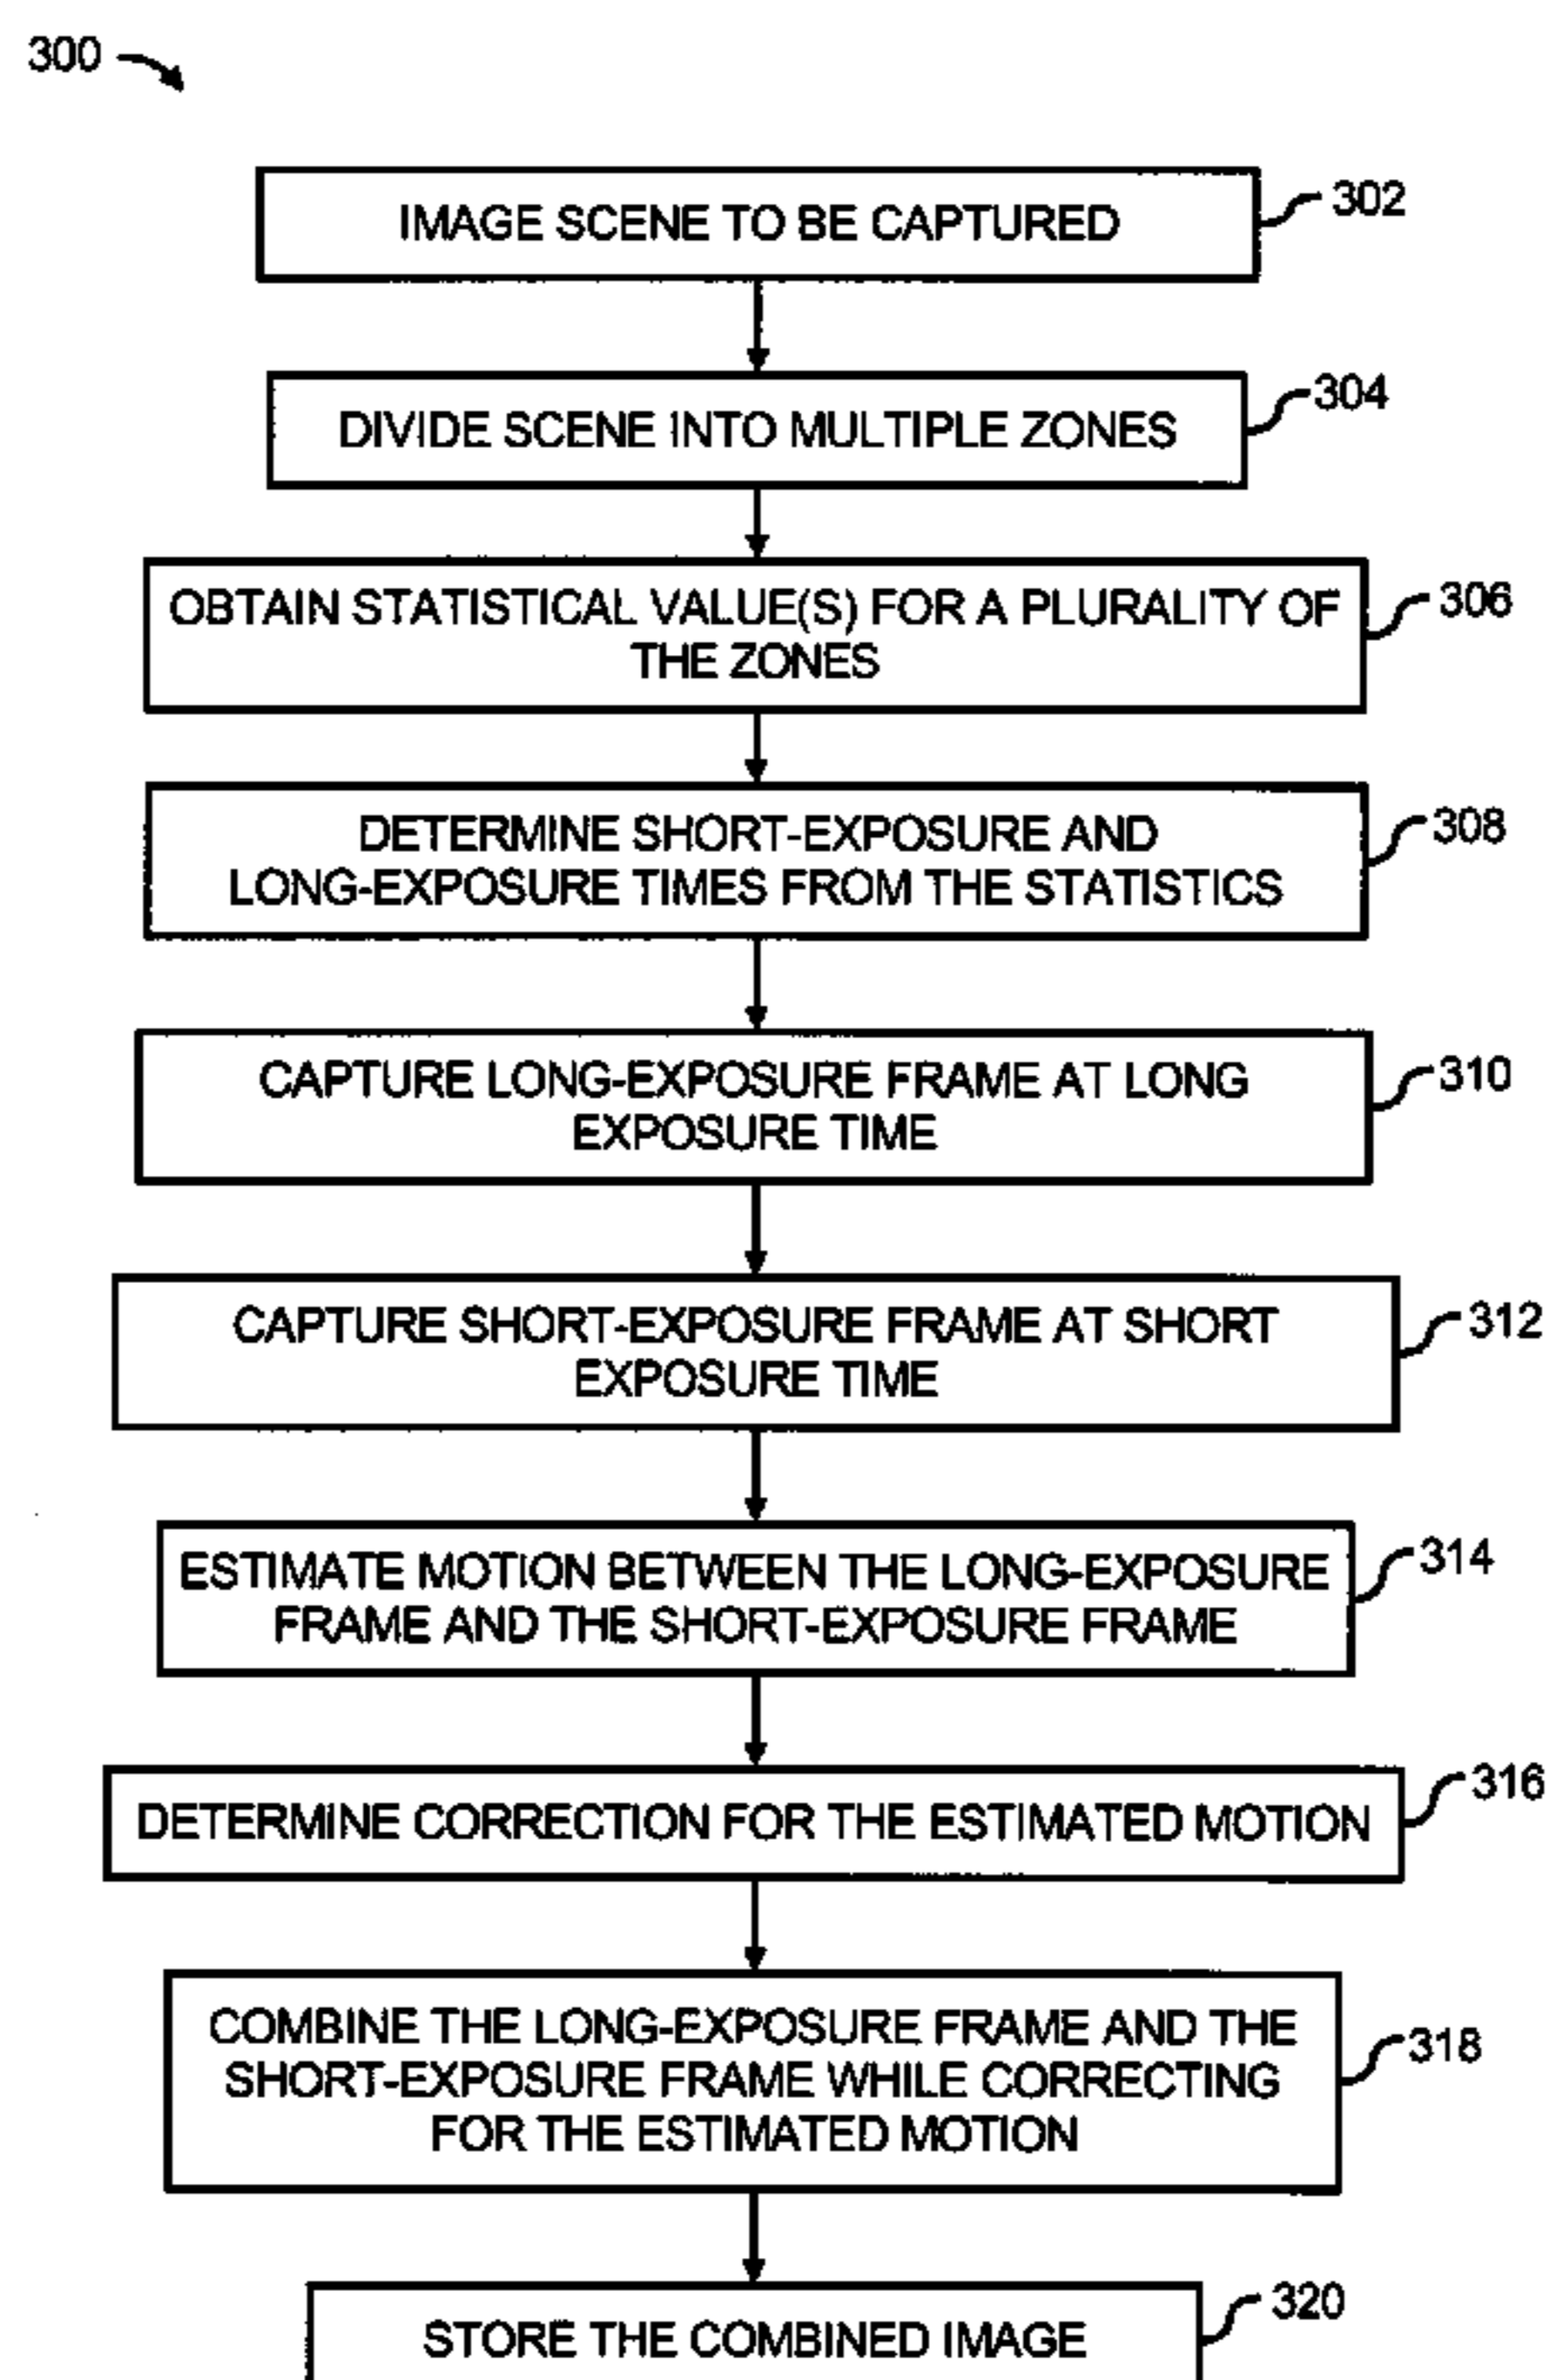 300
IMAGE SCENE TO BE CAPTURED
302
DIVIDE SCENE INTO MULTIPLE ZONES
304
OBTAIN STATISTICAL VALUE(S) FOR A PLURALITY OF
THE ZONES
306
DETERMINE SHORT-EXPOSURE AND
LONG-EXPOSURE TIMES FROM THE STATISTICS
308
CAPTURE LONG-EXPOSURE FRAME AT LONG
EXPOSURE TIME
310
CAPTURE SHORT-EXPOSURE FRAME AT SHORT
EXPOSURE TIME
312
ESTIMATE MOTION BETWEEN THE LONG-EXPOSURE
FRAME AND THE SHORT-EXPOSURE FRAME
314
DETERMINE CORRECTION FOR THE ESTIMATED MOTION
316
COMBINE THE LONG-EXPOSURE FRAME AND THE
SHORT-EXPOSURE FRAME WHILE CORRECTING
FOR THE ESTIMATED MOTION
318
STORE THE COMBINED IMAGE
320